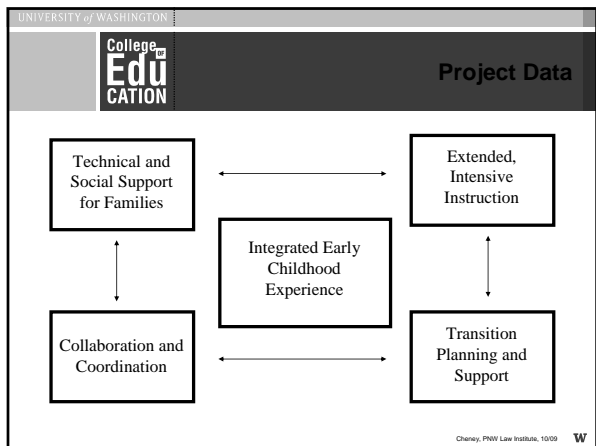 UNIVERSITY of WASHINGTON
College OF
Edu
CATION
Project Data
Technical and
Social Support
for Families
Extended,
Intensive
Instruction
Integrated Early
Childhood
Experience
Collaboration and
Coordination
Transition
Planning and
Support
Cheney, PNW Law Institute, 10/09
W